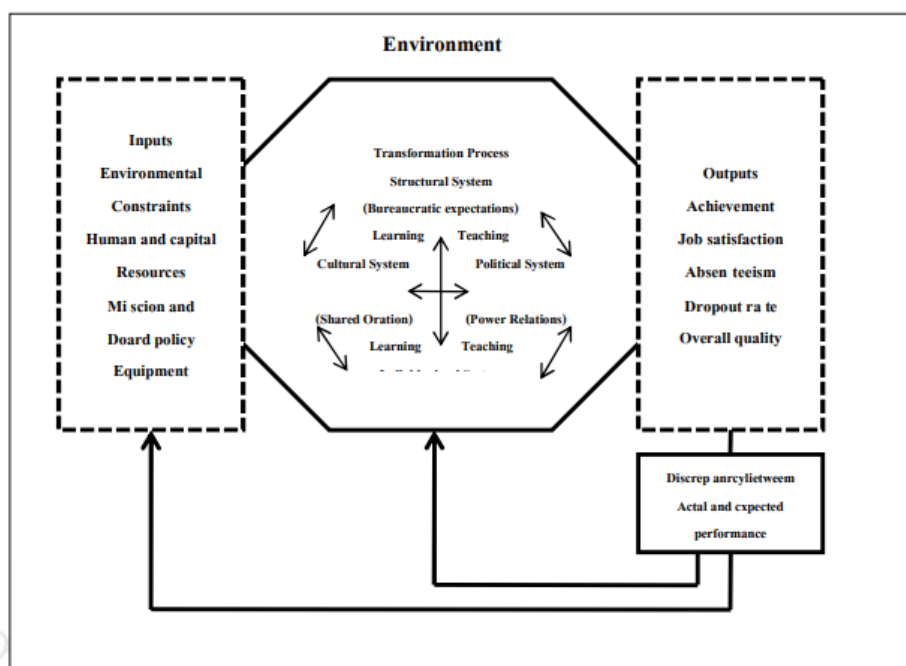 Environment
Inputs
Environmental
Constraints
Human and capital
Resources
Mi scion and
Doard policy
Equipment
Transformation Process
Structural System
(Bureaucratic expectations)
Learning Teaching
Cultural System Political System
(Shared Oration) (Power Relations)
Learning Teaching
Outputs
Achievement
Job satisfaction
Absen teeism
Dropout ra te
Overall quality
Discrep anrcylietweem
Actal and cxpected
performance